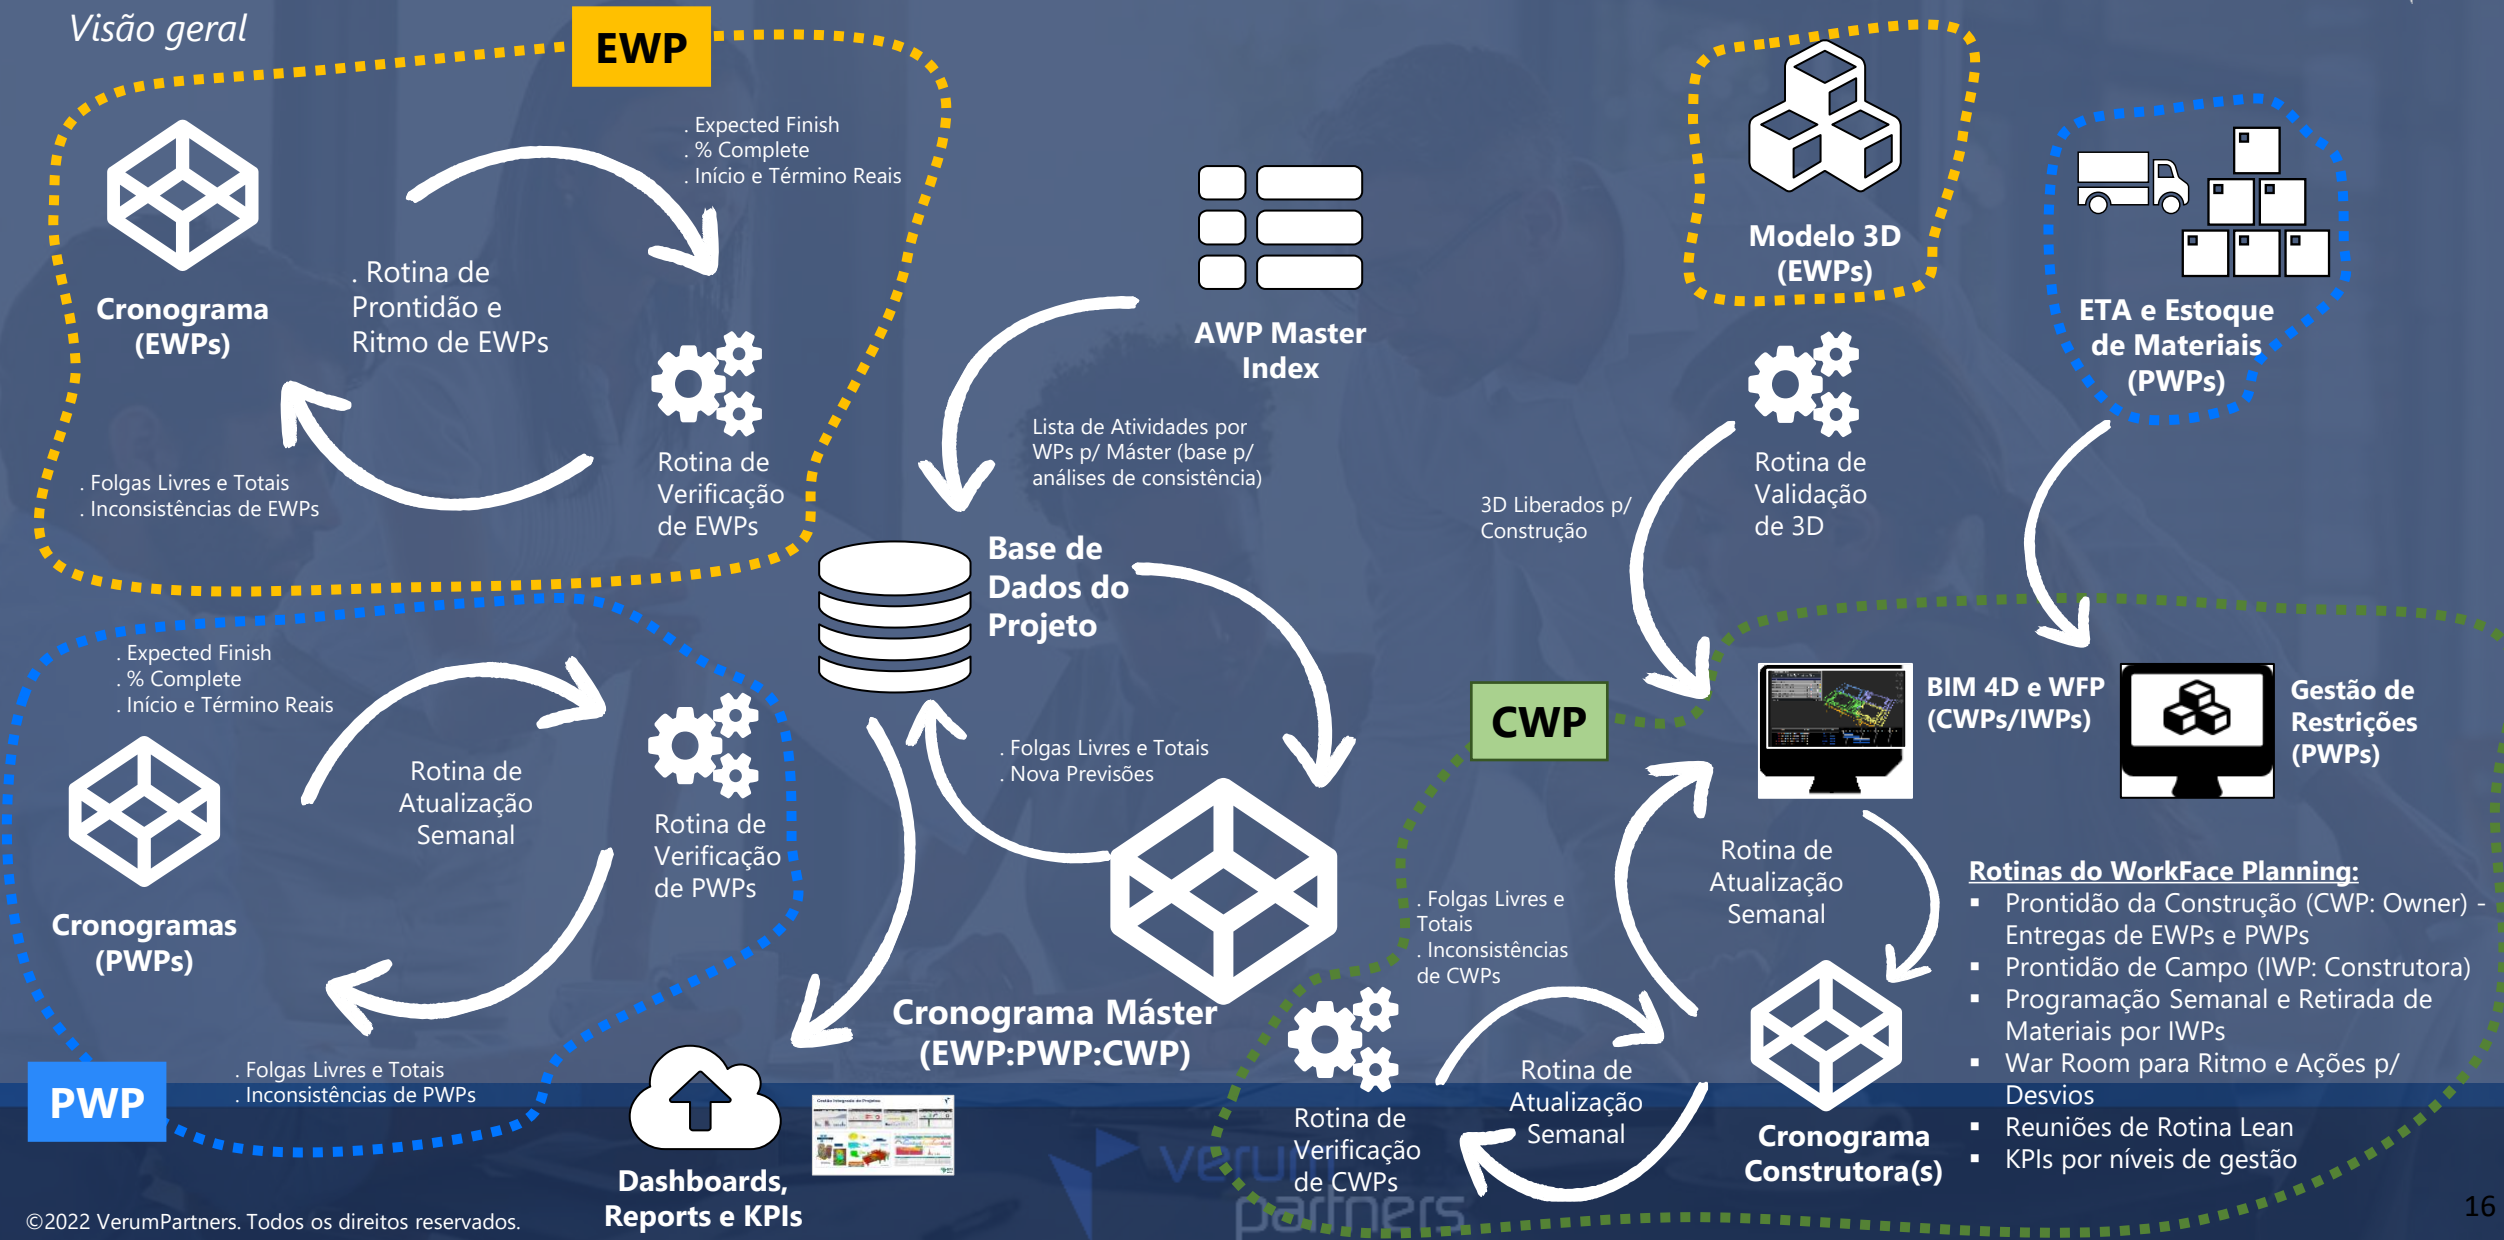 Visão geral
EWP
. Expected Finish
. % Complete
. Início e Término Reais
Cronograma
(EWPs)
. Rotina de
Prontidão e
Ritmo de EWPs
Rotina de
Verificação
de EWPs
. Folgas Livres e Totais
. Inconsistências de EWPs
AWP Master
Index
Lista de Atividades por
WPs p/ Máster (base p/
análises de consistência)
Modelo 3D
(EWPs)
Rotina de
Validação
de 3D
3D Liberados p/
Construção
ETA e Estoque
de Materiais
(PWPs)
Base de
Dados do
Projeto
. Expected Finish
. % Complete
. Início e Término Reais
Cronogramas
(PWPs)
Rotina de
Atualização
Semanal
Rotina de
Verificação
de PWPs
PWP
. Folgas Livres e Totais
. Inconsistências de PWPs
. Folgas Livres e Totais
. Nova Previsões
Cronograma Máster
(EWP:PWP:CWP)
Dashboards,
Reports e KPIs
Gestão Integrada de Projetos
CWP
BIM 4D e WFP
(CWPs/IWPs)
Gestão de
Restrições
(PWPs)
Rotina de
Atualização
Semanal
. Folgas Livres e
Totais
. Inconsistências
de CWPs
Rotina de
Verificação
de CWPs
Rotina de
Atualização
Semanal
Cronograma
Construtora(s)
Rotinas do WorkFace Planning:
▪ Prontidão da Construção (CWP: Owner) -
Entregas de EWPs e PWPs
▪ Prontidão de Campo (IWP: Construtora)
▪ Programação Semanal e Retirada de
Materiais por IWPs
▪ War Room para Ritmo e Ações p/
Desvios
▪ Reuniões de Rotina Lean
▪ KPIs por níveis de gestão
verum
partners
©2022 VerumPartners. Todos os direitos reservados.
16